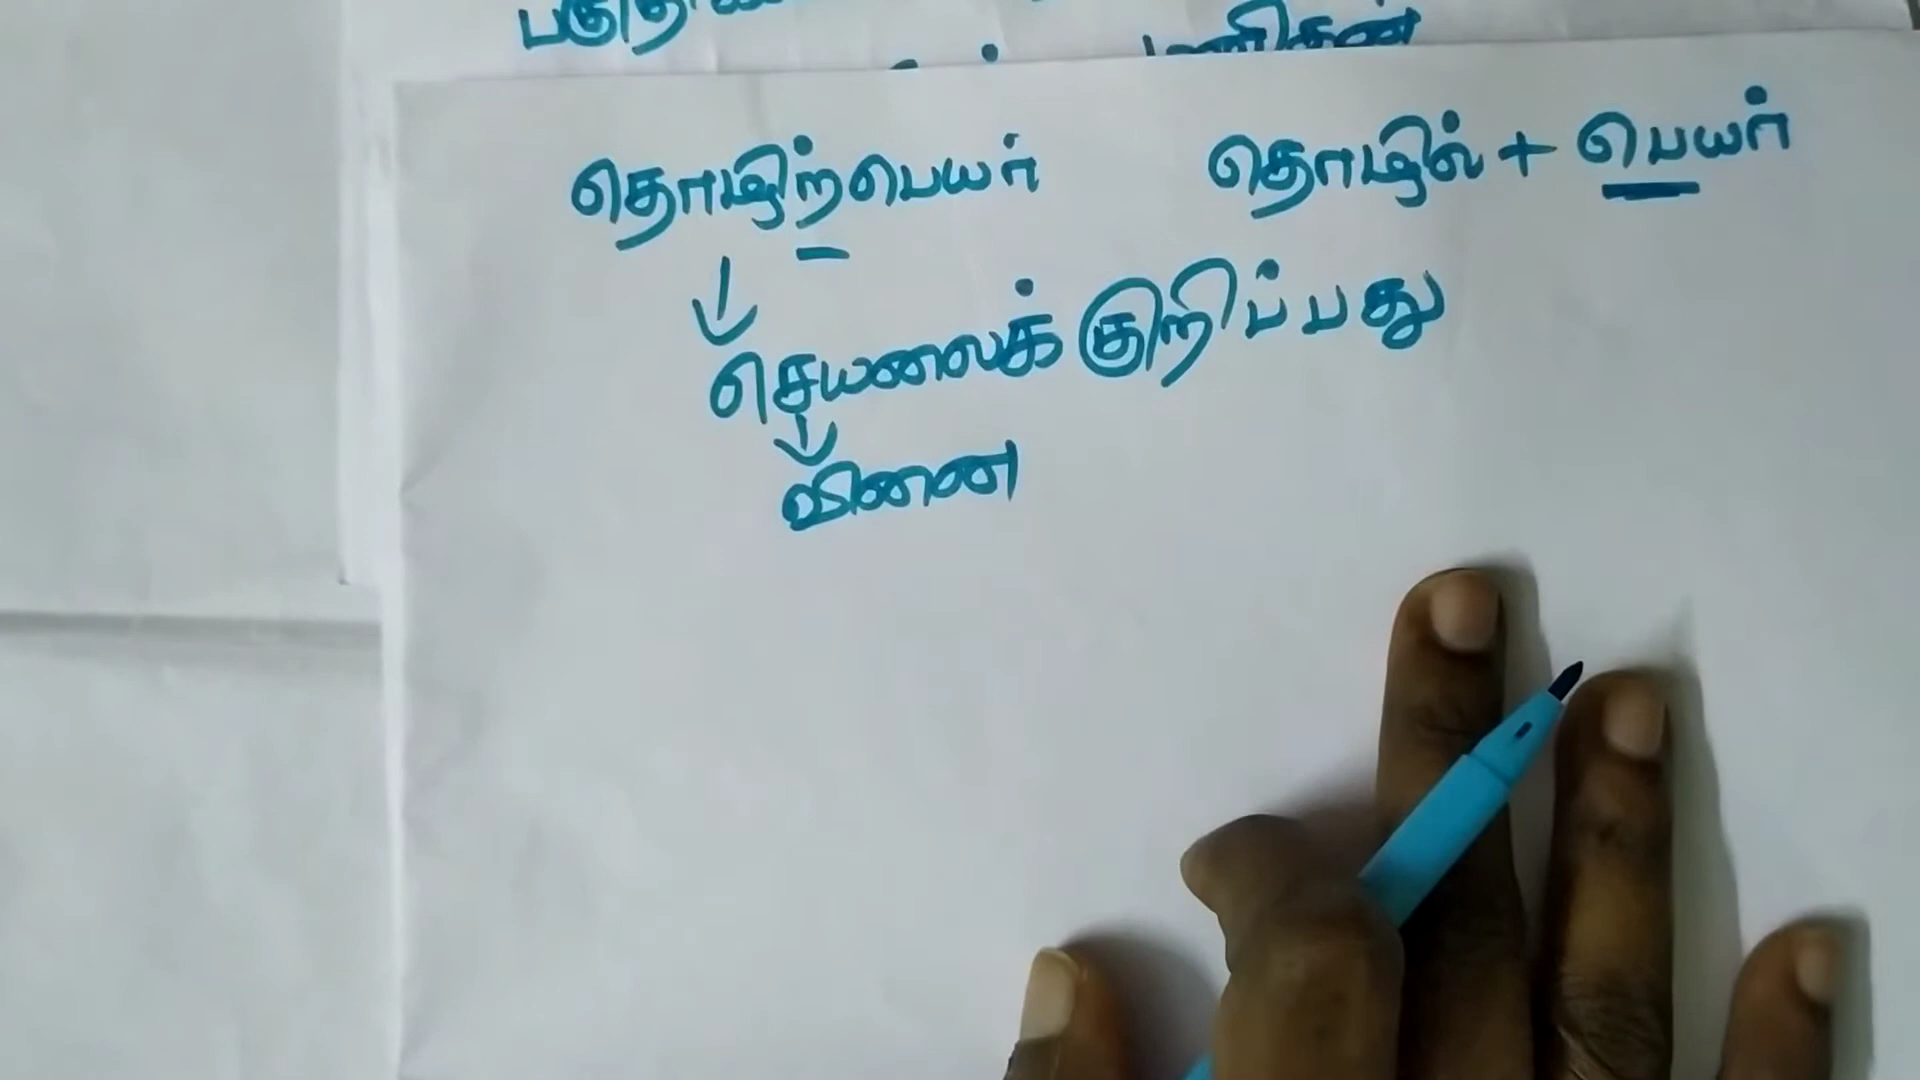 தொழிற்பெயர் தொழில் + பெயர்
செயலைக் குறிப்பது
வினை